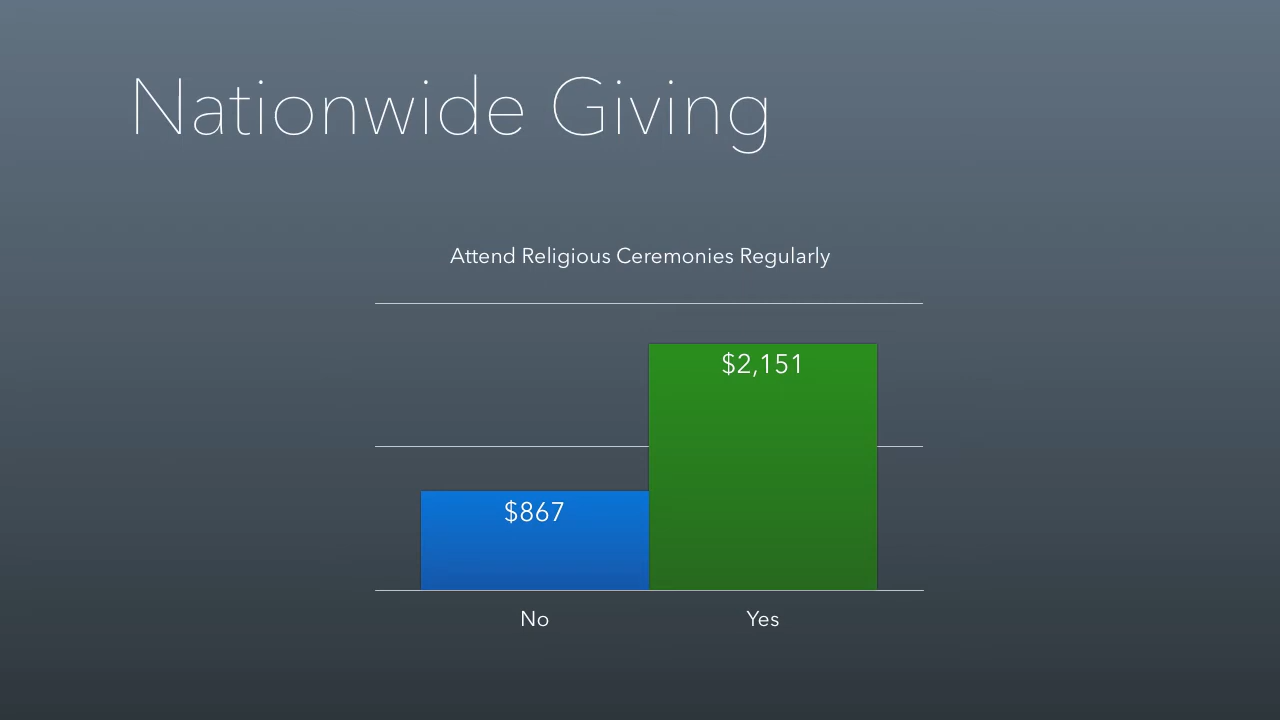 Nationwide Giving
Attend Religious Ceremonies Regularly
$2,151
$867
No
Yes